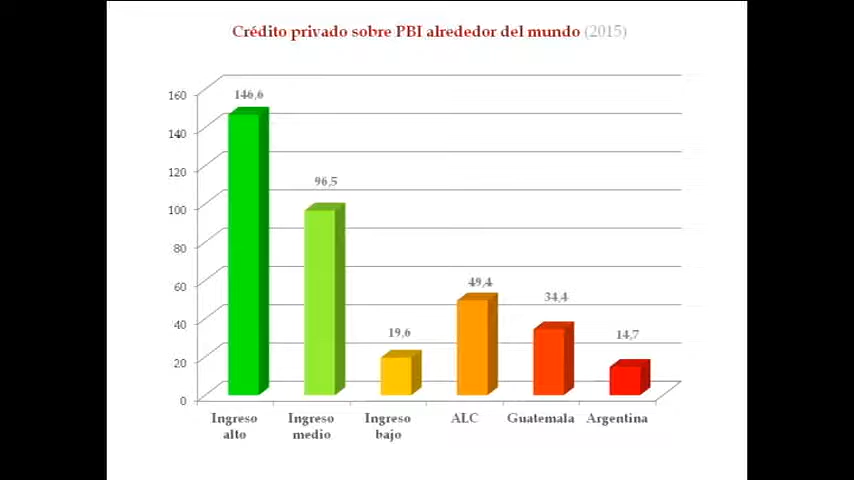 Crédito privado sobre PBI alrededor del mundo (2015)
160
140
120
100
80
60
40
20
0
146,6
96,5
19,6
49,4
34,4
14,7
Ingreso alto
Ingreso medio
Ingreso bajo
ALC
Guatemala
Argentina